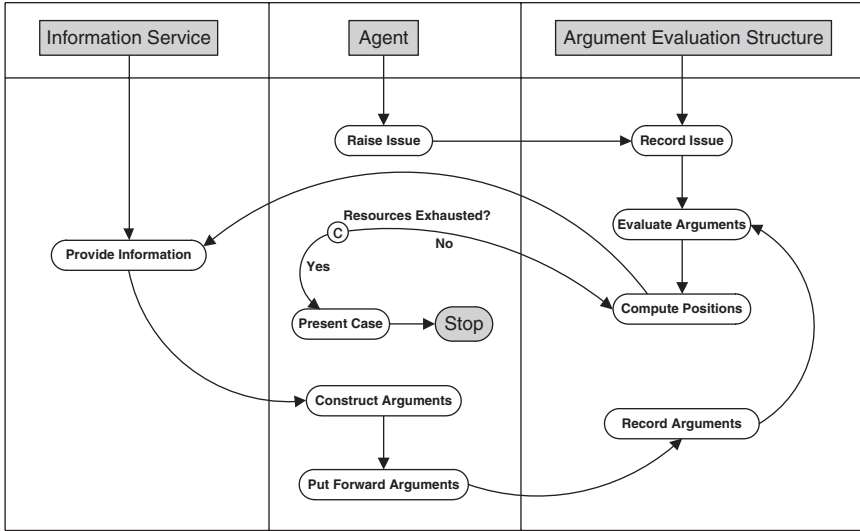 Information Service
Agent
Argument Evaluation Structure
Raise Issue
Record Issue
Resources Exhausted?
C
No
Evaluate Arguments
Provide Information
Yes
Present Case
Stop
Compute Positions
Construct Arguments
Record Arguments
Put Forward Arguments